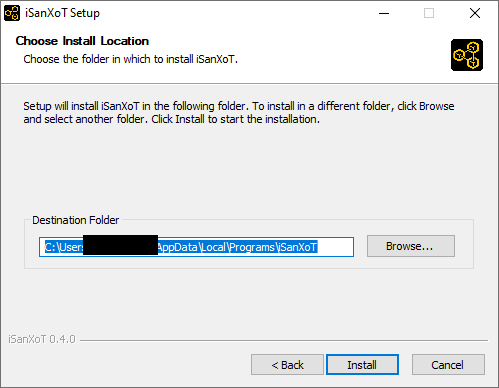 iSanXoT Setup
Choose Install Location
Choose the folder in which to install iSanXoT.
Setup will install iSanXoT in the following folder. To install in a different folder, click Browse
and select another folder. Click Install to start the installation.
Destination Folder
C:\Users AppData\Local\Programs\iSanXoT
Browse...
iSanXoT 0.4.0
< Back
Install
Cancel